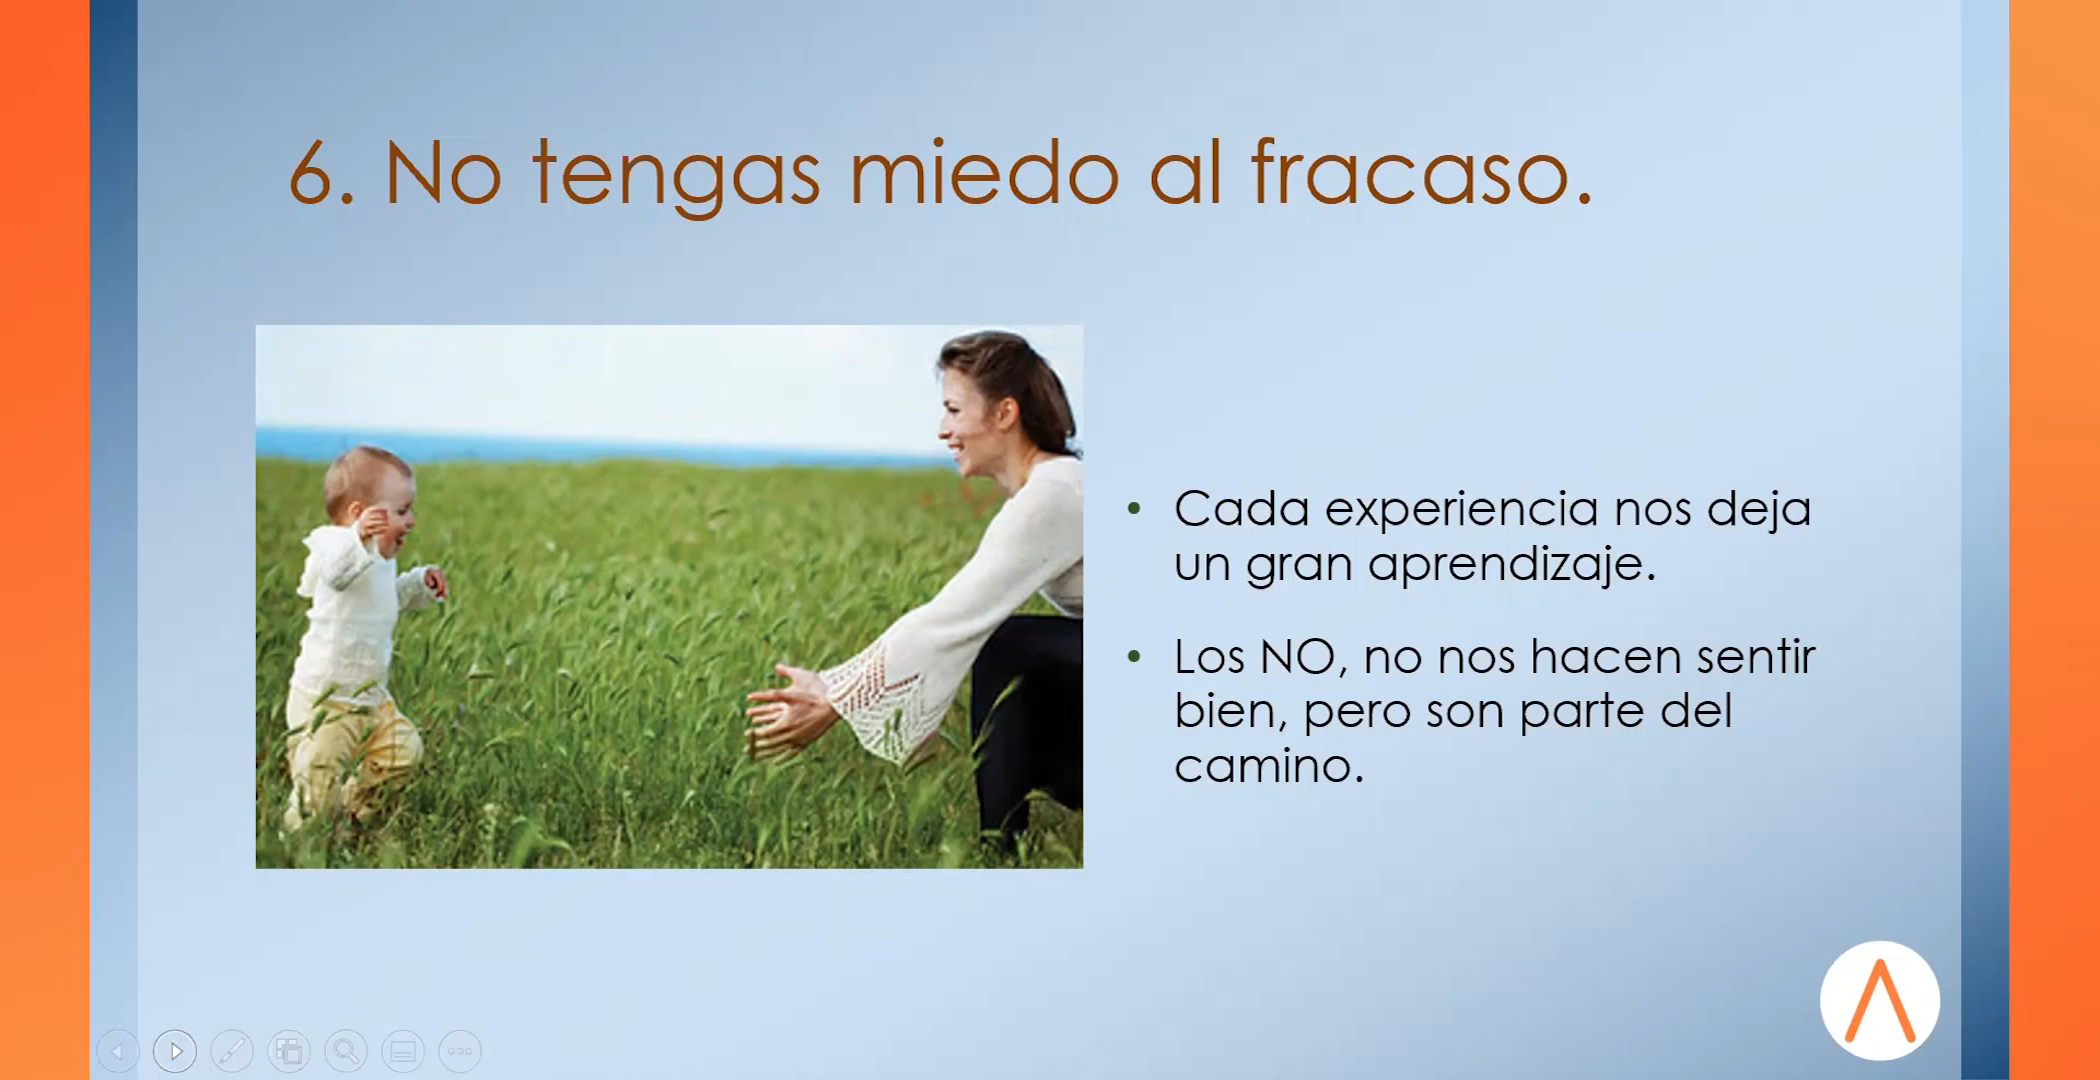 6. No tengas miedo al fracaso.
• Cada experiencia nos deja
un gran aprendizaje.
• Los NO, no nos hacen sentir
bien, pero son parte del
camino.